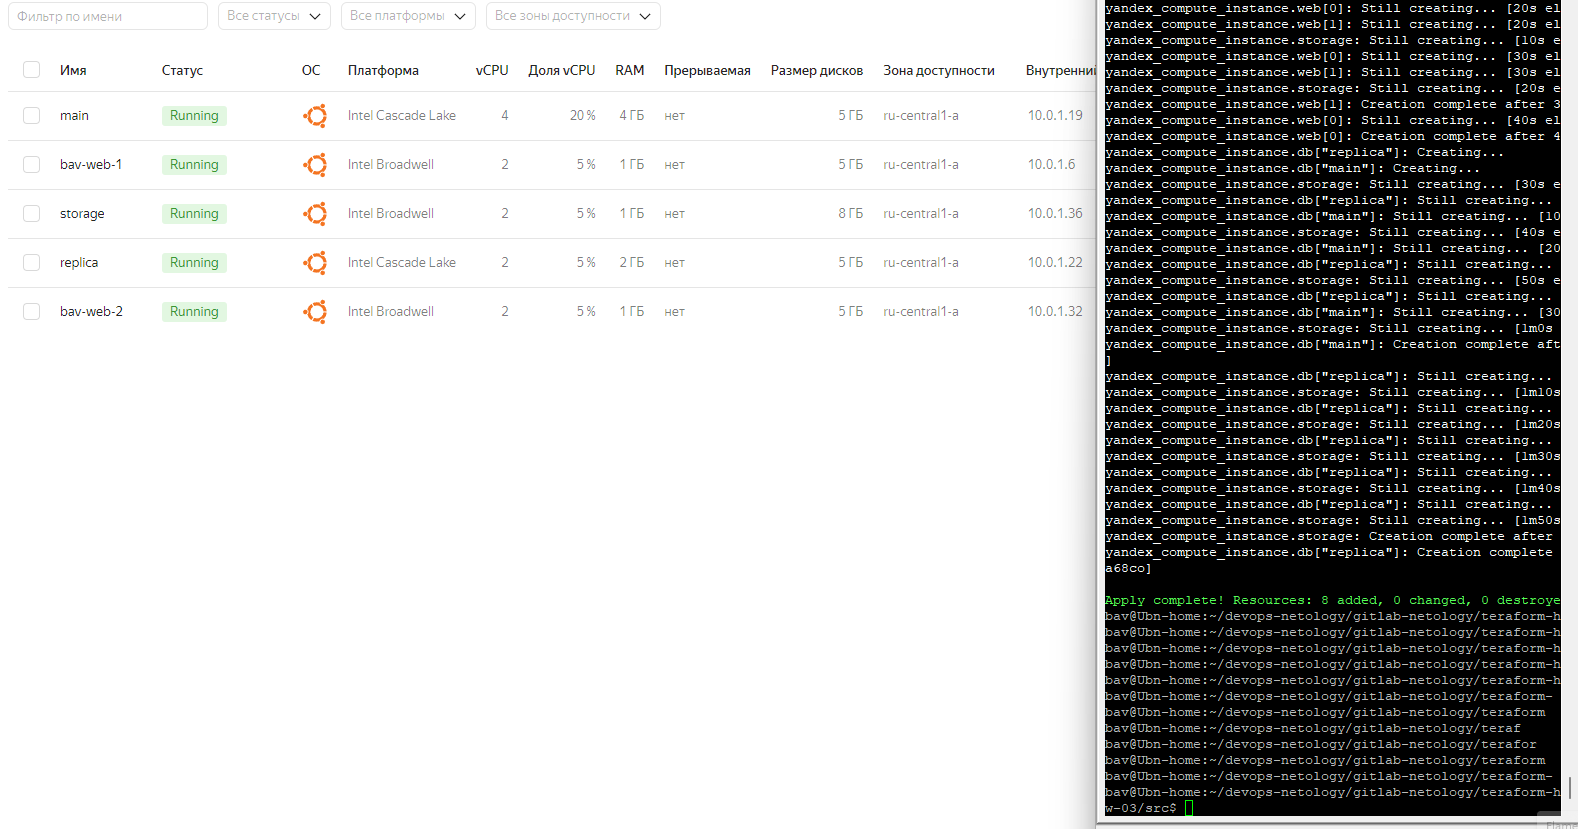 Фильтр по имени
Все статусы
Все платформы
Все зоны доступности
Имя Статус ОС Платформа vCPU Доля vCPU RAM Прерываемая Размер дисков Зона доступности Внутренний
main Running Intel Cascade Lake 4 20 % 4 ГБ нет 5 ГБ ru-central1-a 10.0.1.19
bav-web-1 Running Intel Broadwell 2 5 % 1 ГБ нет 5 ГБ ru-central1-a 10.0.1.6
storage Running Intel Broadwell 2 5 % 1 ГБ нет 8 ГБ ru-central1-a 10.0.1.36
replica Running Intel Cascade Lake 2 5 % 2 ГБ нет 5 ГБ ru-central1-a 10.0.1.22
bav-web-2 Running Intel Broadwell 2 5 % 1 ГБ нет 5 ГБ ru-central1-a 10.0.1.32
yandex_compute_instance.web[0]: Still creating... [20s el
yandex_compute_instance.web[1]: Still creating... [20s el
yandex_compute_instance.storage: Still creating... [10s e
yandex_compute_instance.web[0]: Still creating... [30s el
yandex_compute_instance.web[1]: Still creating... [30s el
yandex_compute_instance.storage: Still creating... [20s e
yandex_compute_instance.web[1]: Creation complete after 3
yandex_compute_instance.web[0]: Still creating... [40s el
yandex_compute_instance.web[0]: Creation complete after 4
yandex_compute_instance.db["replica"]: Creating...
yandex_compute_instance.db["main"]: Creating...
yandex_compute_instance.storage: Still creating... [30s e
yandex_compute_instance.db["replica"]: Still creating...
yandex_compute_instance.db["main"]: Still creating... [10
yandex_compute_instance.storage: Still creating... [40s e
yandex_compute_instance.db["main"]: Still creating... [20
yandex_compute_instance.db["replica"]: Still creating...
yandex_compute_instance.storage: Still creating... [50s e
yandex_compute_instance.db["replica"]: Still creating...
yandex_compute_instance.db["main"]: Still creating... [30
yandex_compute_instance.storage: Still creating... [1m0s
yandex_compute_instance.db["main"]: Creation complete aft
]
yandex_compute_instance.db["replica"]: Still creating...
yandex_compute_instance.storage: Still creating... [1m10s
yandex_compute_instance.db["replica"]: Still creating...
yandex_compute_instance.storage: Still creating... [1m20s
yandex_compute_instance.db["replica"]: Still creating...
yandex_compute_instance.storage: Still creating... [1m30s
yandex_compute_instance.db["replica"]: Still creating...
yandex_compute_instance.storage: Still creating... [1m40s
yandex_compute_instance.db["replica"]: Still creating...
yandex_compute_instance.storage: Still creating... [1m50s
yandex_compute_instance.storage: Creation complete after
yandex_compute_instance.db["replica"]: Creation complete
a68co]
Apply complete! Resources: 8 added, 0 changed, 0 destroye
bav@Ubn-home:~/devops-netology/gitlab-netology/teraform-h
bav@Ubn-home:~/devops-netology/gitlab-netology/teraform-h
bav@Ubn-home:~/devops-netology/gitlab-netology/teraform-h
bav@Ubn-home:~/devops-netology/gitlab-netology/teraform-h
bav@Ubn-home:~/devops-netology/gitlab-netology/teraform-h
bav@Ubn-home:~/devops-netology/gitlab-netology/teraform-
bav@Ubn-home:~/devops-netology/gitlab-netology/teraform
bav@Ubn-home:~/devops-netology/gitlab-netology/teraf
bav@Ubn-home:~/devops-netology/gitlab-netology/terafor
bav@Ubn-home:~/devops-netology/gitlab-netology/teraform
bav@Ubn-home:~/devops-netology/gitlab-netology/teraform-
bav@Ubn-home:~/devops-netology/gitlab-netology/teraform-h
w-03/src$